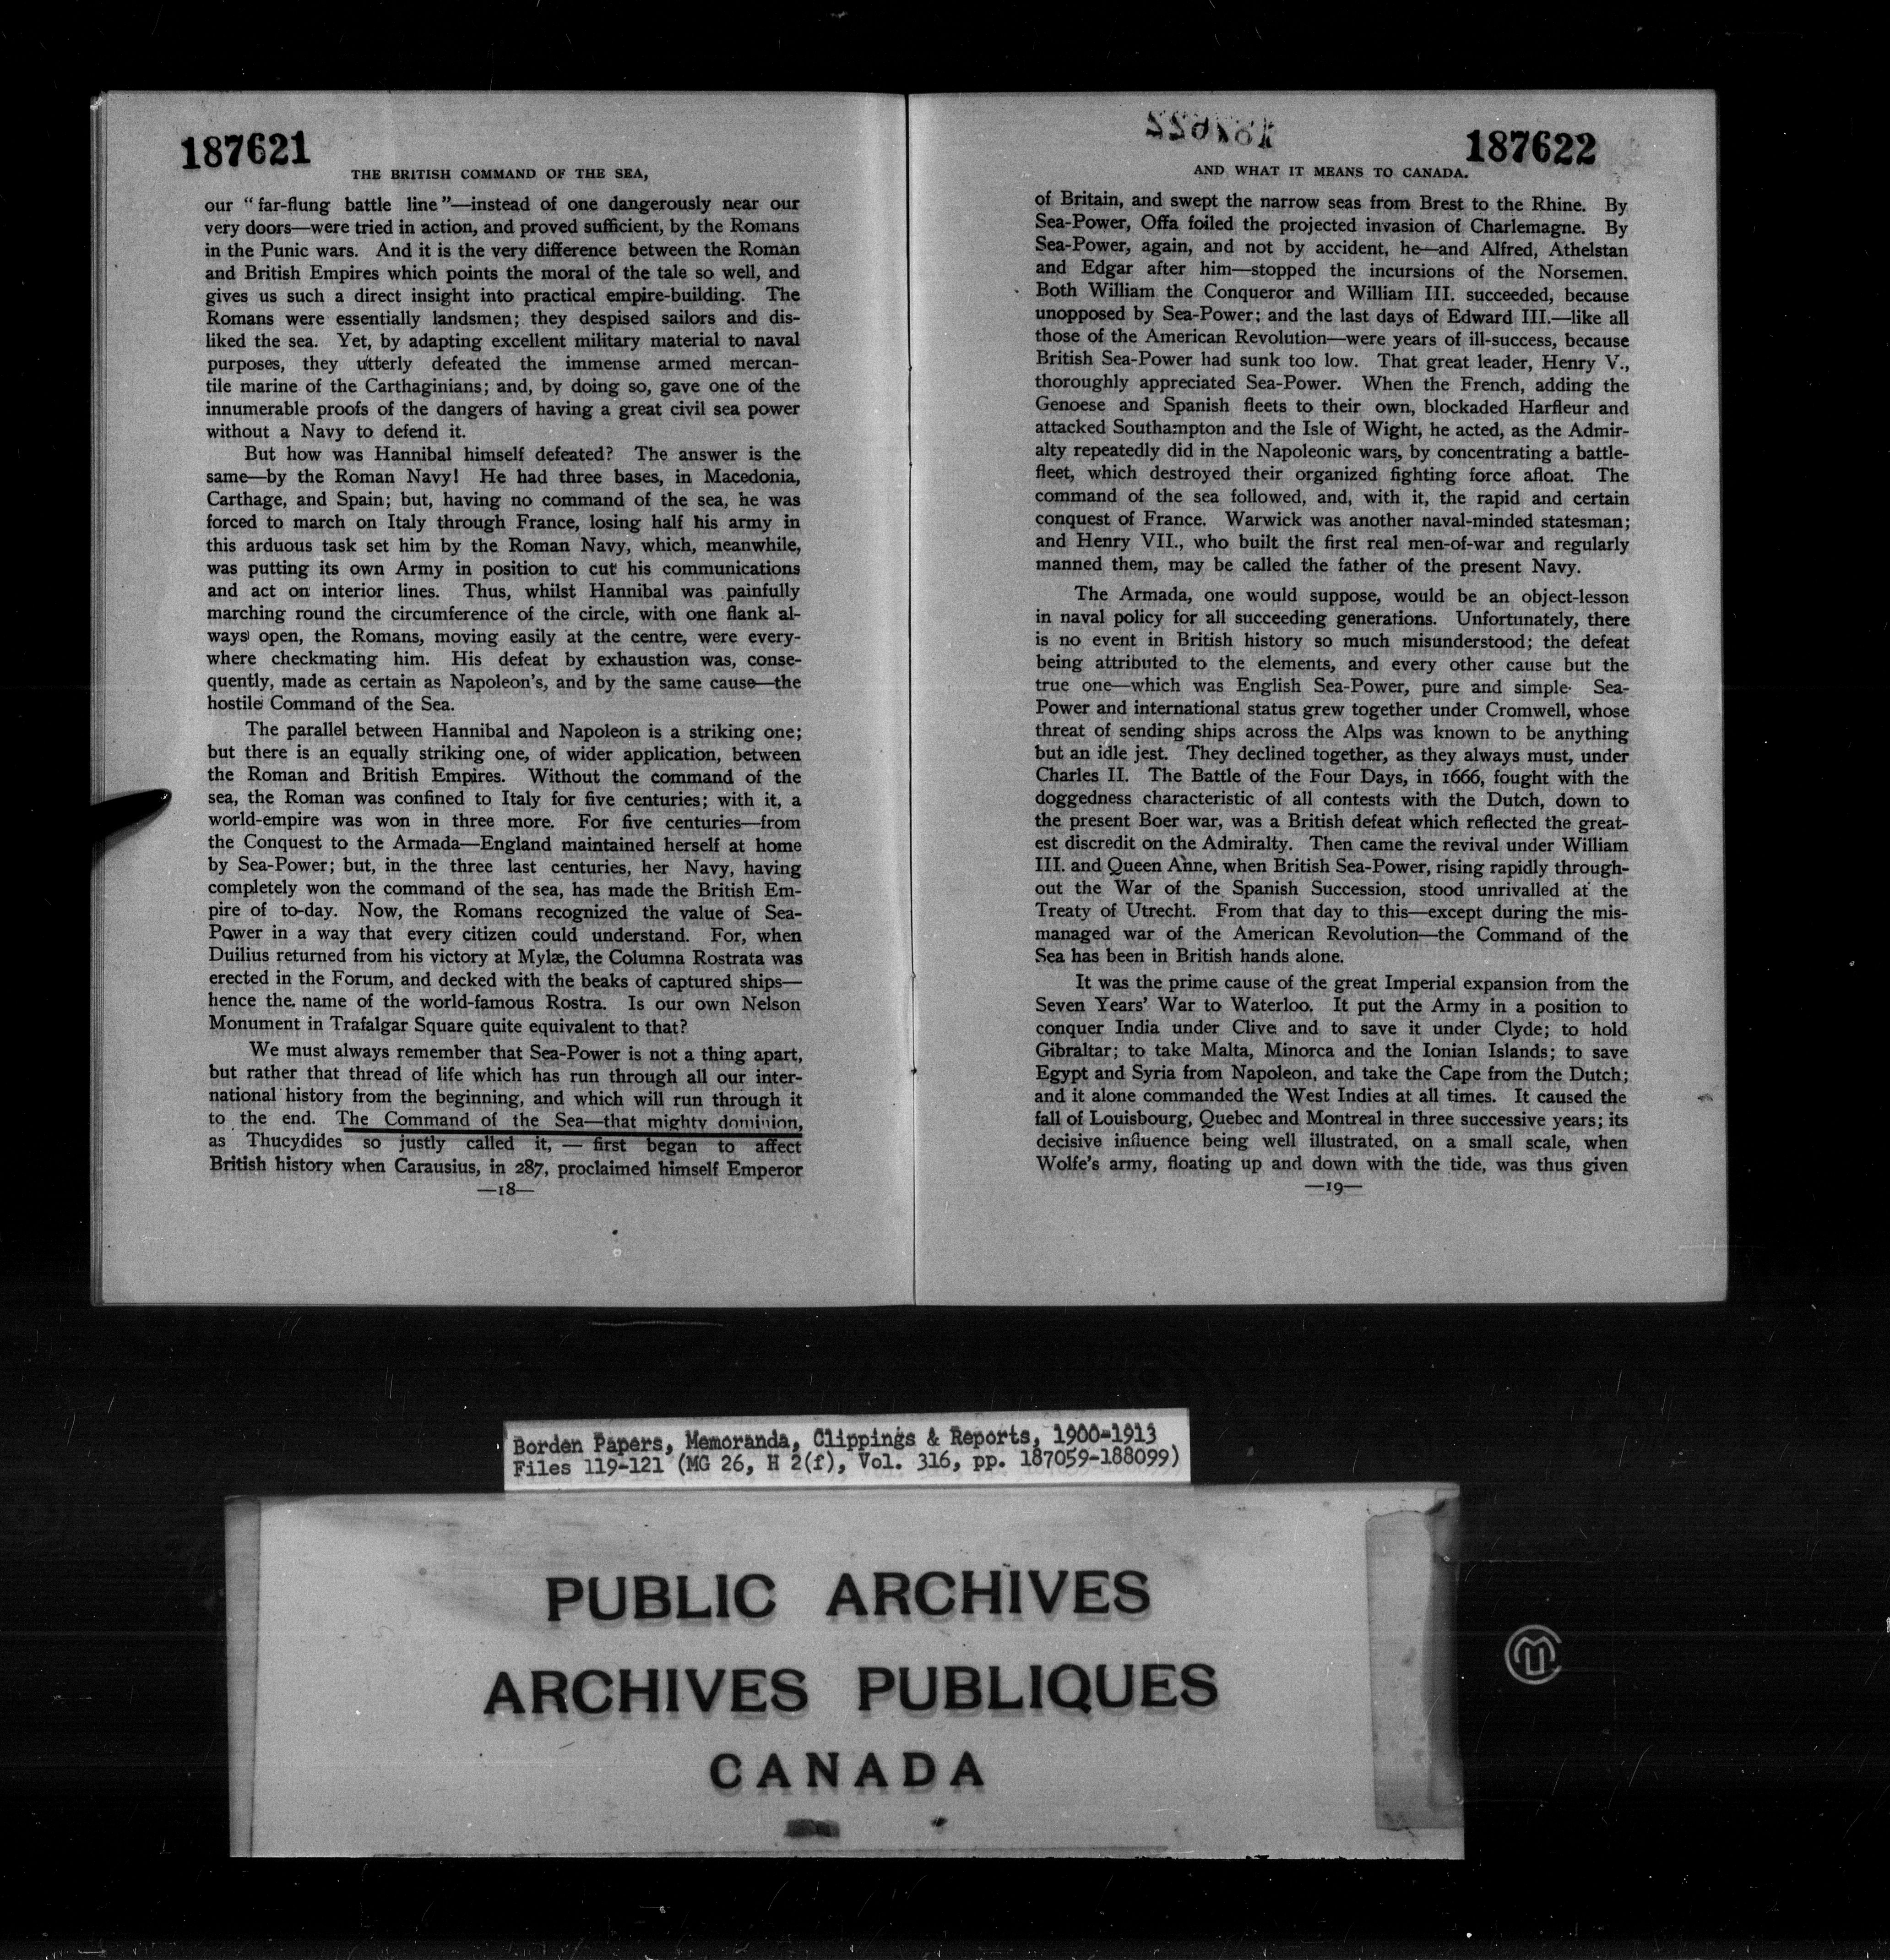 187621
THE BRITISH COMMAND OF THE SEA,
our "far-flung battle line"—instead of one dangerously near our
very doors—were tried in action, and proved sufficient, by the Romans
in the Punic wars. And it is the very difference between the Roman
and British Empires which points the moral of the tale so well, and
gives us such a direct insight into practical empire-building. The
Romans were essentially landsmen; they despised sailors and dis-
liked the sea. Yet, by adapting excellent military material to naval
purposes, they utterly defeated the immense armed mercan-
tile marine of the Carthaginians; and, by doing so, gave one of the
innumerable proofs of the dangers of having a great civil sea power
without a Navy to defend it.
But how was Hannibal himself defeated? The answer is the
same—by the Roman Navy! He had three bases, in Macedonia,
Carthage, and Spain; but, having no command of the sea, he was
forced to march on Italy through France, losing half his army in
this arduous task set him by the Roman Navy, which, meanwhile,
was putting its own Army in position to cut his communications
and act on interior lines. Thus, whilst Hannibal was painfully
marching round the circumference of the circle, with one flank al-
ways open, the Romans, moving easily at the centre, were every-
where checkmating him. His defeat by exhaustion was, conse-
quently, made as certain as Napoleon's, and by the same cause—the
hostile Command of the Sea.
The parallel between Hannibal and Napoleon is a striking one;
but there is an equally striking one, of wider application, between
the Roman and British Empires. Without the command of the
sea, the Roman was confined to Italy for five centuries; with it, a
world-empire was won in three more. For five centuries—from
the Conquest to the Armada—England maintained herself at home
by Sea-Power; but, in the three last centuries, her Navy, having
completely won the command of the sea, has made the British Em-
pire of to-day. Now, the Romans recognized the value of Sea-
Power in a way that every citizen could understand. For, when
Duilius returned from his victory at Mylæ, the Columna Rostrata was
erected in the Forum, and decked with the beaks of captured ships—
hence the name of the world-famous Rostra. Is our own Nelson
Monument in Trafalgar Square quite equivalent to that?
We must always remember that Sea-Power is not a thing apart,
but rather that thread of life which has run through all our inter-
national history from the beginning, and which will run through it
to the end. The Command of the Sea—that mighty dominion,
as Thucydides so justly called it, — first began to affect
British history when Carausius, in 287, proclaimed himself Emperor
—18—
187622
AND WHAT IT MEANS TO CANADA.
of Britain, and swept the narrow seas from Brest to the Rhine. By
Sea-Power, Offa foiled the projected invasion of Charlemagne. By
Sea-Power, again, and not by accident, he—and Alfred, Athelstan
and Edgar after him—stopped the incursions of the Norsemen.
Both William the Conqueror and William III. succeeded, because
unopposed by Sea-Power; and the last days of Edward III.—like all
those of the American Revolution—were years of ill-success, because
British Sea-Power had sunk too low. That great leader, Henry V.,
thoroughly appreciated Sea-Power. When the French, adding the
Genoese and Spanish fleets to their own, blockaded Harfleur and
attacked Southampton and the Isle of Wight, he acted, as the Admir-
alty repeatedly did in the Napoleonic wars, by concentrating a battle-
fleet, which destroyed their organized fighting force afloat. The
command of the sea followed, and, with it, the rapid and certain
conquest of France. Warwick was another naval-minded statesman;
and Henry VII., who built the first real men-of-war and regularly
manned them, may be called the father of the present Navy.
The Armada, one would suppose, would be an object-lesson
in naval policy for all succeeding generations. Unfortunately, there
is no event in British history so much misunderstood; the defeat
being attributed to the elements, and every other cause but the
true one—which was English Sea-Power, pure and simple. Sea-
Power and international status grew together under Cromwell, whose
threat of sending ships across the Alps was known to be anything
but an idle jest. They declined together, as they always must, under
Charles II. The Battle of the Four Days, in 1666, fought with the
doggedness characteristic of all contests with the Dutch, down to
the present Boer war, was a British defeat which reflected the great-
est discredit on the Admiralty. Then came the revival under William
III. and Queen Anne, when British Sea-Power, rising rapidly through-
out the War of the Spanish Succession, stood unrivalled at the
Treaty of Utrecht. From that day to this—except during the mis-
managed war of the American Revolution—the Command of the
Sea has been in British hands alone.
It was the prime cause of the great Imperial expansion from the
Seven Years' War to Waterloo. It put the Army in a position to
conquer India under Clive and to save it under Clyde; to hold
Gibraltar; to take Malta, Minorca and the Ionian Islands; to save
Egypt and Syria from Napoleon, and take the Cape from the Dutch;
and it alone commanded the West Indies at all times. It caused the
fall of Louisbourg, Quebec and Montreal in three successive years; its
decisive influence being well illustrated, on a small scale, when
Wolfe's army, floating up and down with the tide, was thus given
—19—
Borden Papers, Memoranda, Clippings & Reports, 1900-1913
Files 119-121 (MG 26, H 2(f), Vol. 316, pp. 187059-188099)
PUBLIC ARCHIVES
ARCHIVES PUBLIQUES
CANADA